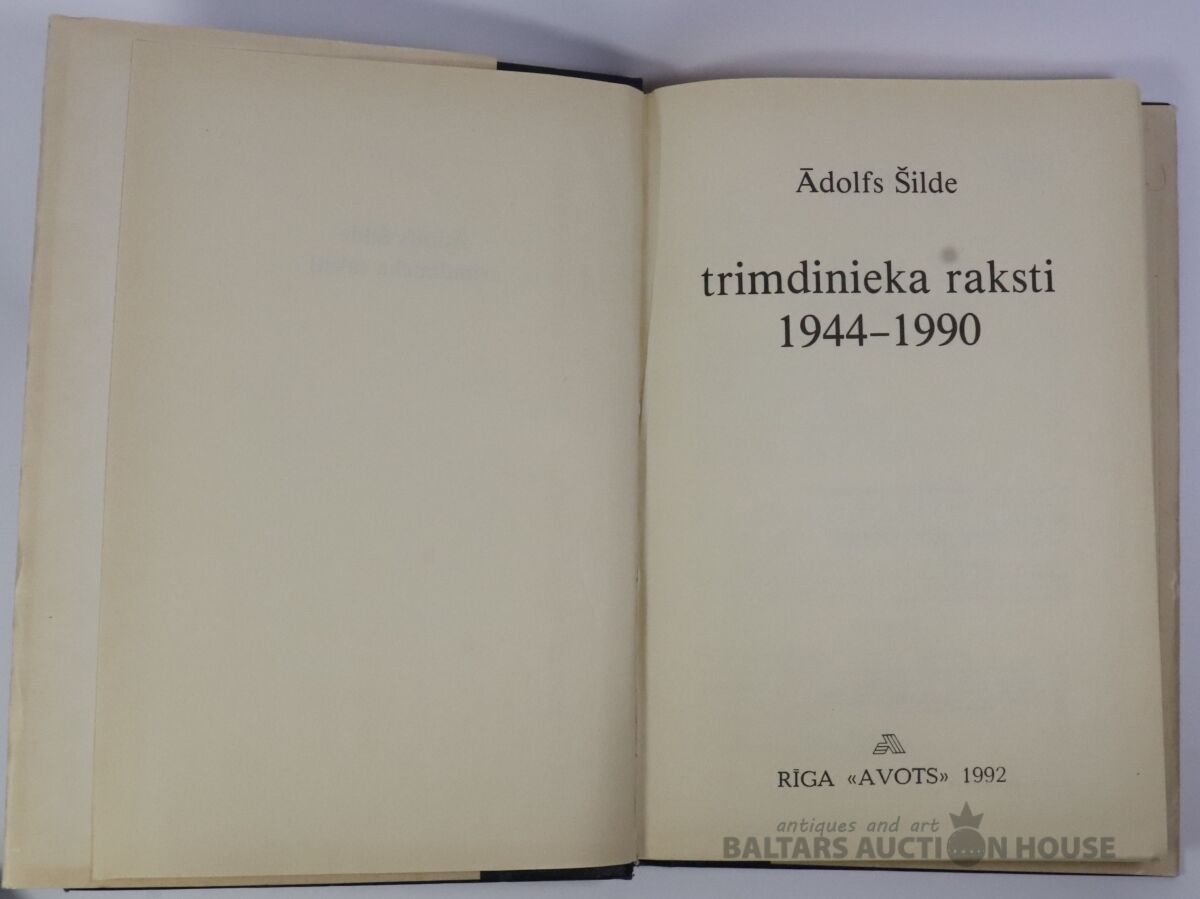 Ādolfs Šilde
trimdinieka raksti
1944–1990
RĪGA «AVOTS» 1992
antiques and art
BALTARS AUCTION HOUSE